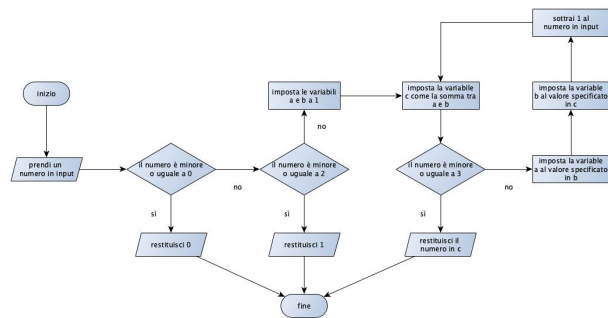 inizio
prendi un
numero in input
il numero è minore
o uguale a 0
sì
no
restituisci 0
il numero è minore
o uguale a 2
sì
no
restituisci 1
imposta le variabili
a e b a 1
imposta la variabile
c come la somma tra
a e b
il numero è minore
o uguale a 3
sì
no
restituisci il
numero in c
imposta la variable
a al valore specificato
in b
imposta la variable
b al valore specificato
in c
sottrai 1 al
numero in input
fine